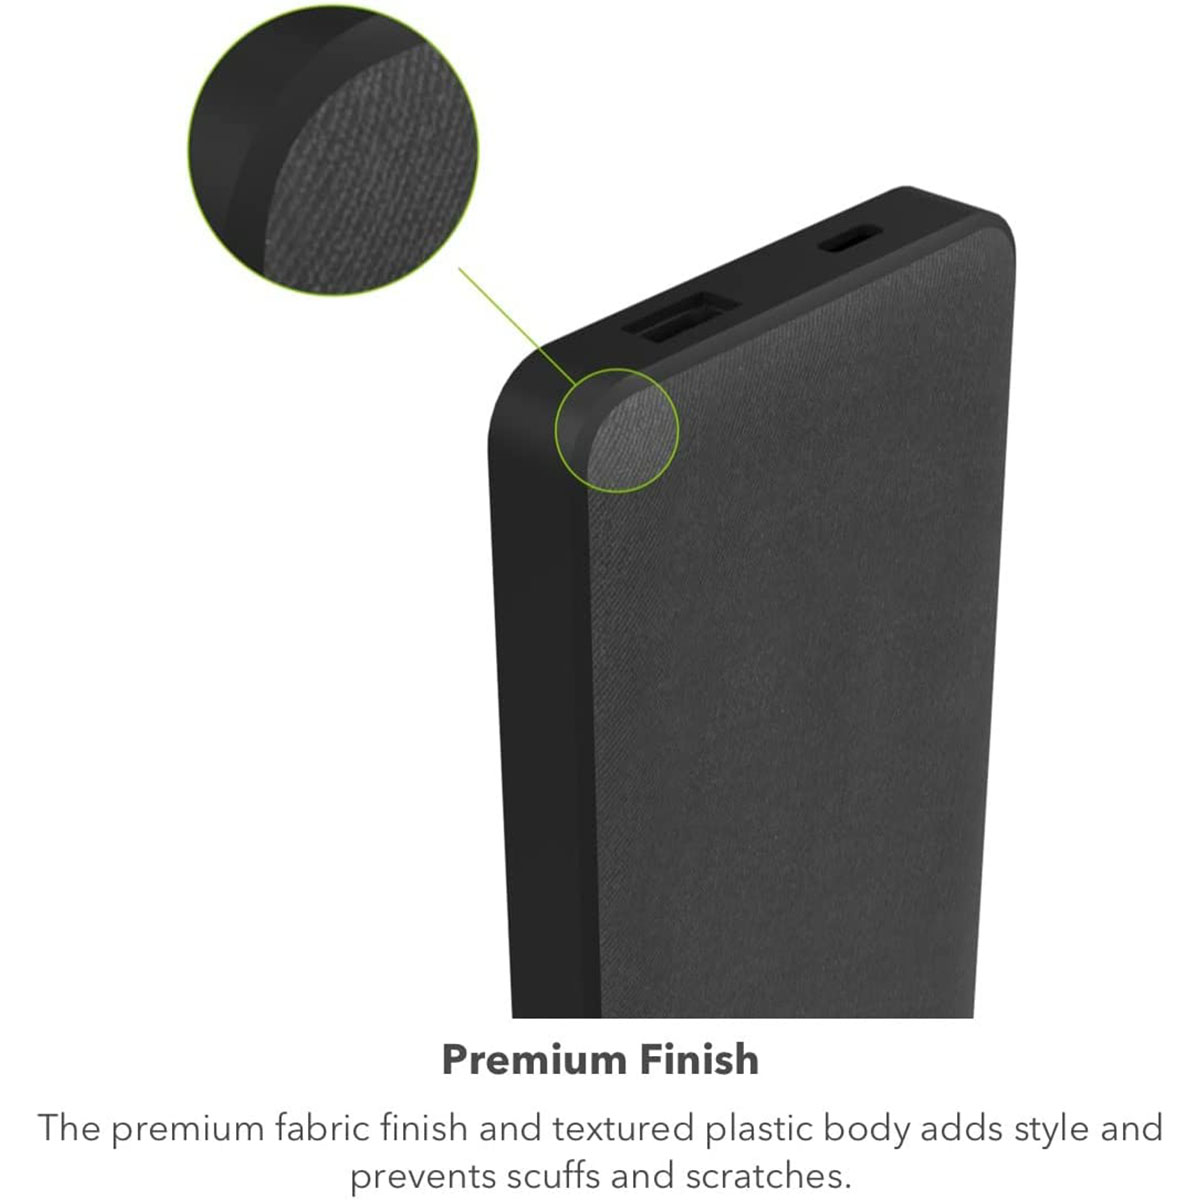 Premium Finish
The premium fabric finish and textured plastic body adds style and
prevents scuffs and scratches.